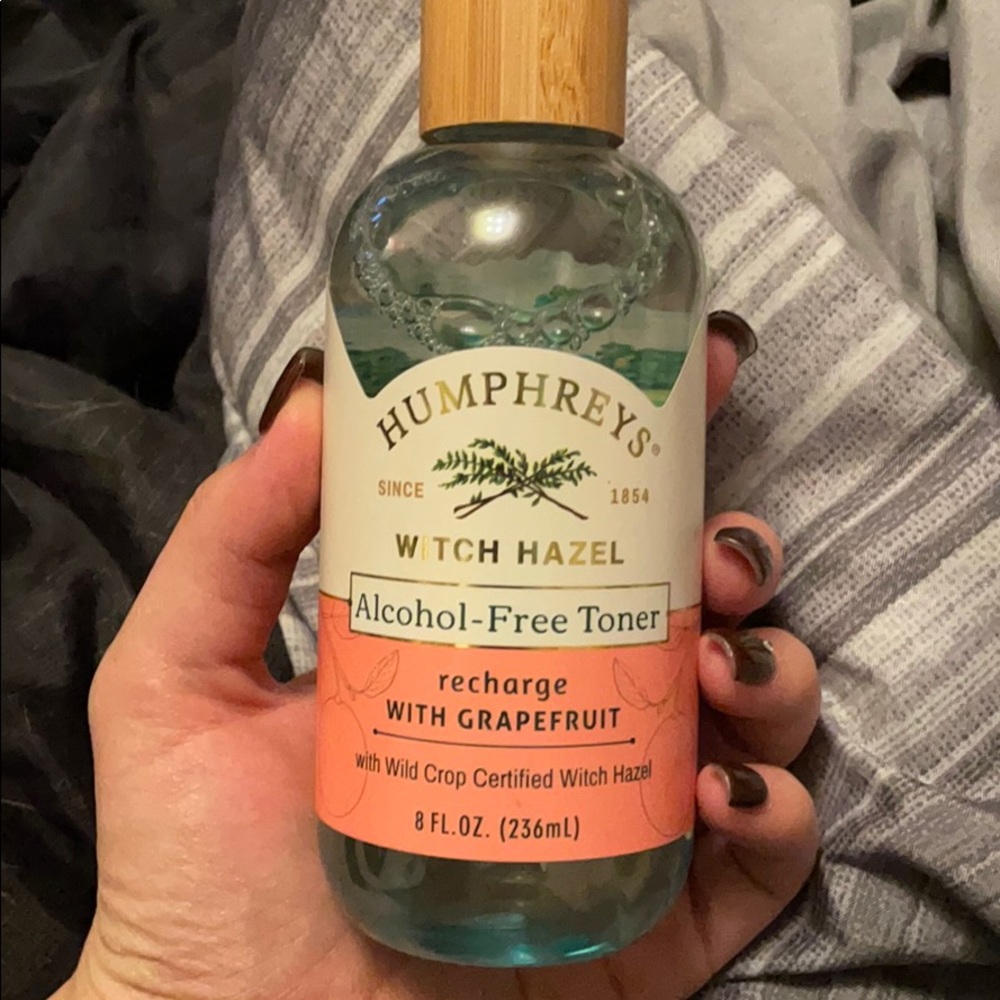 HUMPHREYS®
SINCE 1854
WITCH HAZEL
Alcohol-Free Toner
recharge
WITH GRAPEFRUIT
with Wild Crop Certified Witch Hazel
8 FL.OZ. (236mL)